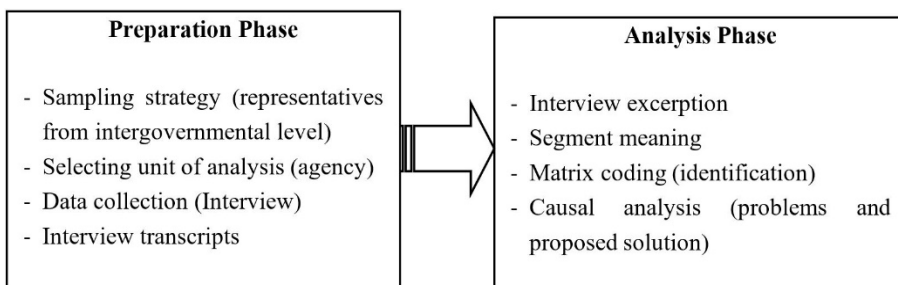 Preparation Phase
- Sampling strategy (representatives
from intergovernmental level)
- Selecting unit of analysis (agency)
- Data collection (Interview)
- Interview transcripts
Analysis Phase
- Interview excerption
- Segment meaning
- Matrix coding (identification)
- Causal analysis (problems and
proposed solution)